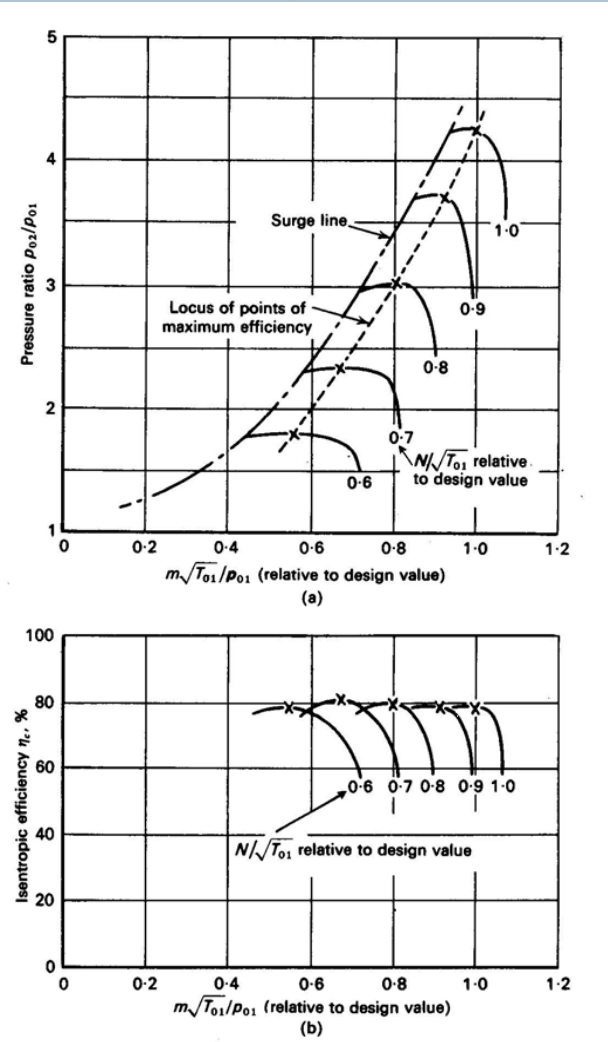 5
4
3
2
1
Pressure ratio p₀₂/p₀₁
Surge line
Locus of points of
maximum efficiency
1·0
0·9
0·8
0·7
0·6
N/√T₀₁ relative
to design value
0 0·2 0·4 0·6 0·8 1·0 1·2
m√T₀₁/p₀₁ (relative to design value)
(a)
100
80
60
40
20
0
Isentropic efficiency η_c, %
0·6 0·7 0·8 0·9 1·0
N/√T₀₁ relative to design value
0 0·2 0·4 0·6 0·8 1·0 1·2
m√T₀₁/p₀₁ (relative to design value)
(b)